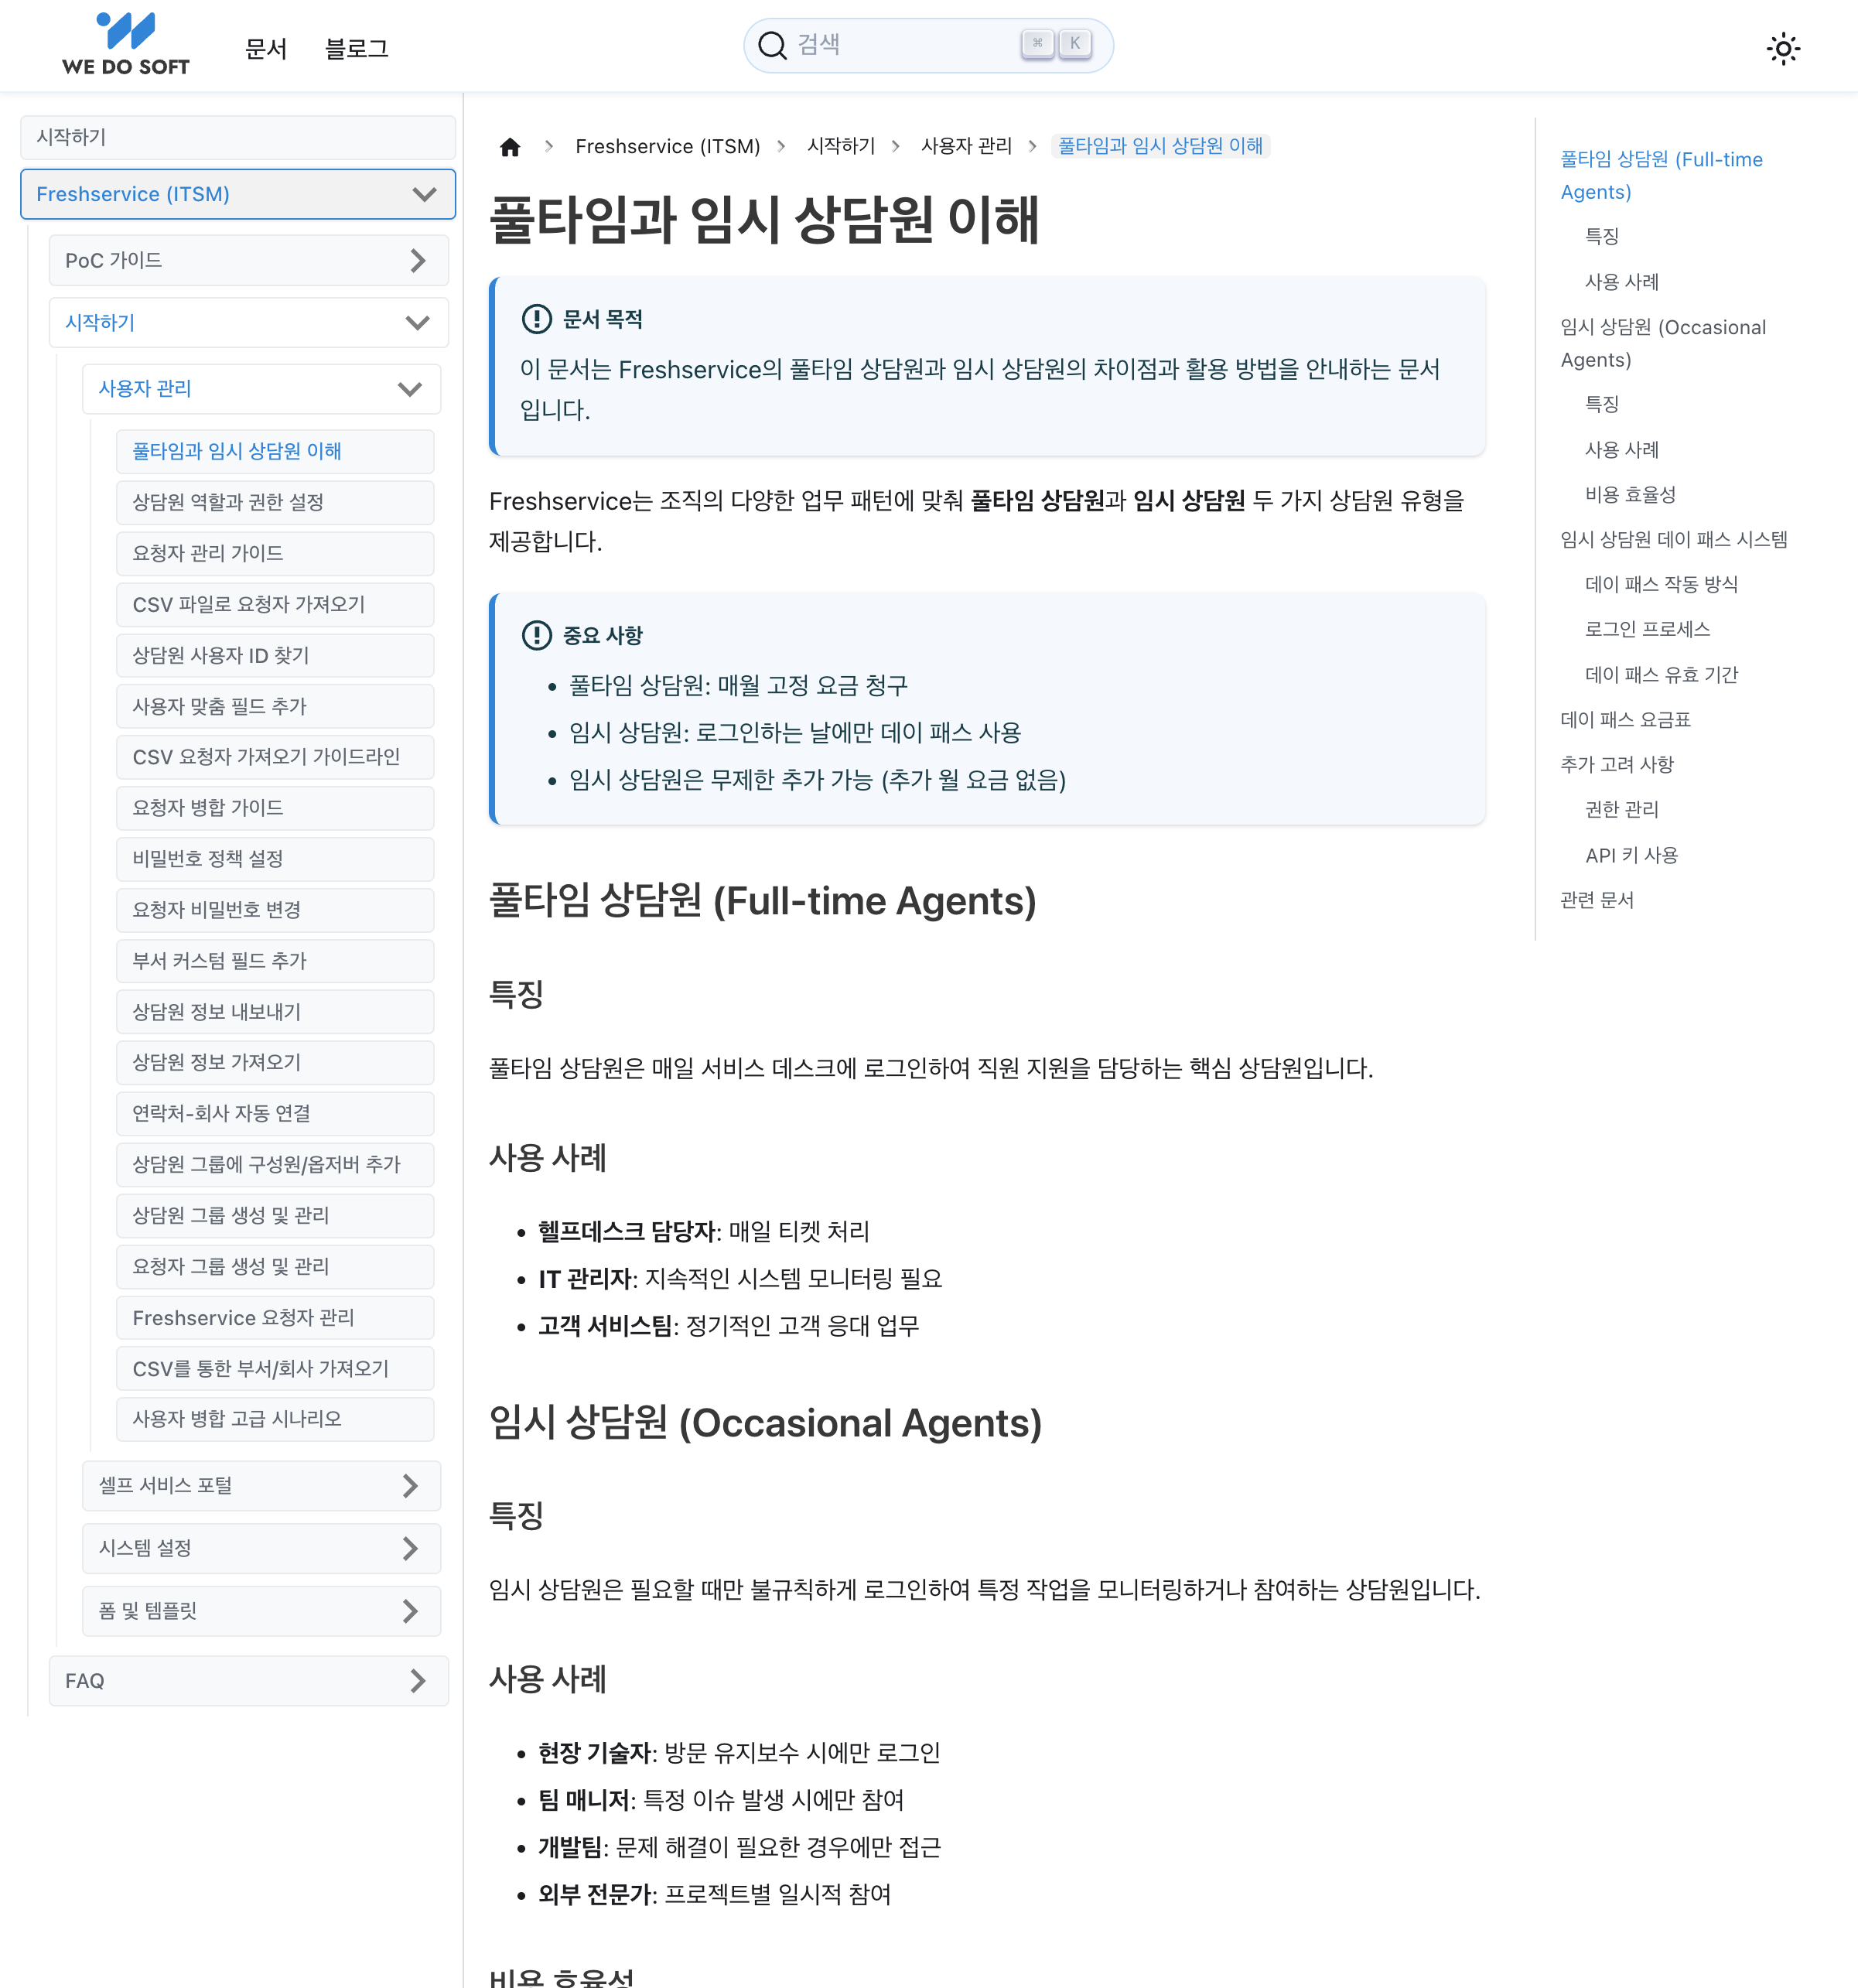 WE DO SOFT
문서
블로그
검색
⌘ K
시작하기
Freshservice (ITSM)
PoC 가이드
시작하기
사용자 관리
풀타임과 임시 상담원 이해
상담원 역할과 권한 설정
요청자 관리 가이드
CSV 파일로 요청자 가져오기
상담원 사용자 ID 찾기
사용자 맞춤 필드 추가
CSV 요청자 가져오기 가이드라인
요청자 병합 가이드
비밀번호 정책 설정
요청자 비밀번호 변경
부서 커스텀 필드 추가
상담원 정보 내보내기
상담원 정보 가져오기
연락처-회사 자동 연결
상담원 그룹에 구성원/옵저버 추가
상담원 그룹 생성 및 관리
요청자 그룹 생성 및 관리
Freshservice 요청자 관리
CSV를 통한 부서/회사 가져오기
사용자 병합 고급 시나리오
셀프 서비스 포털
시스템 설정
폼 및 템플릿
FAQ
Freshservice (ITSM) 시작하기 사용자 관리 풀타임과 임시 상담원 이해
풀타임과 임시 상담원 이해
문서 목적
이 문서는 Freshservice의 풀타임 상담원과 임시 상담원의 차이점과 활용 방법을 안내하는 문서
입니다.
Freshservice는 조직의 다양한 업무 패턴에 맞춰 풀타임 상담원과 임시 상담원 두 가지 상담원 유형을
제공합니다.
중요 사항
• 풀타임 상담원: 매월 고정 요금 청구
• 임시 상담원: 로그인하는 날에만 데이 패스 사용
• 임시 상담원은 무제한 추가 가능 (추가 월 요금 없음)
풀타임 상담원 (Full-time Agents)
특징
풀타임 상담원은 매일 서비스 데스크에 로그인하여 직원 지원을 담당하는 핵심 상담원입니다.
사용 사례
• 헬프데스크 담당자: 매일 티켓 처리
• IT 관리자: 지속적인 시스템 모니터링 필요
• 고객 서비스팀: 정기적인 고객 응대 업무
임시 상담원 (Occasional Agents)
특징
임시 상담원은 필요할 때만 불규칙하게 로그인하여 특정 작업을 모니터링하거나 참여하는 상담원입니다.
사용 사례
• 현장 기술자: 방문 유지보수 시에만 로그인
• 팀 매니저: 특정 이슈 발생 시에만 참여
• 개발팀: 문제 해결이 필요한 경우에만 접근
• 외부 전문가: 프로젝트별 일시적 참여
비용 효율성
풀타임 상담원 (Full-time
Agents)
특징
사용 사례
임시 상담원 (Occasional
Agents)
특징
사용 사례
비용 효율성
임시 상담원 데이 패스 시스템
데이 패스 작동 방식
로그인 프로세스
데이 패스 유효 기간
데이 패스 요금표
추가 고려 사항
권한 관리
API 키 사용
관련 문서